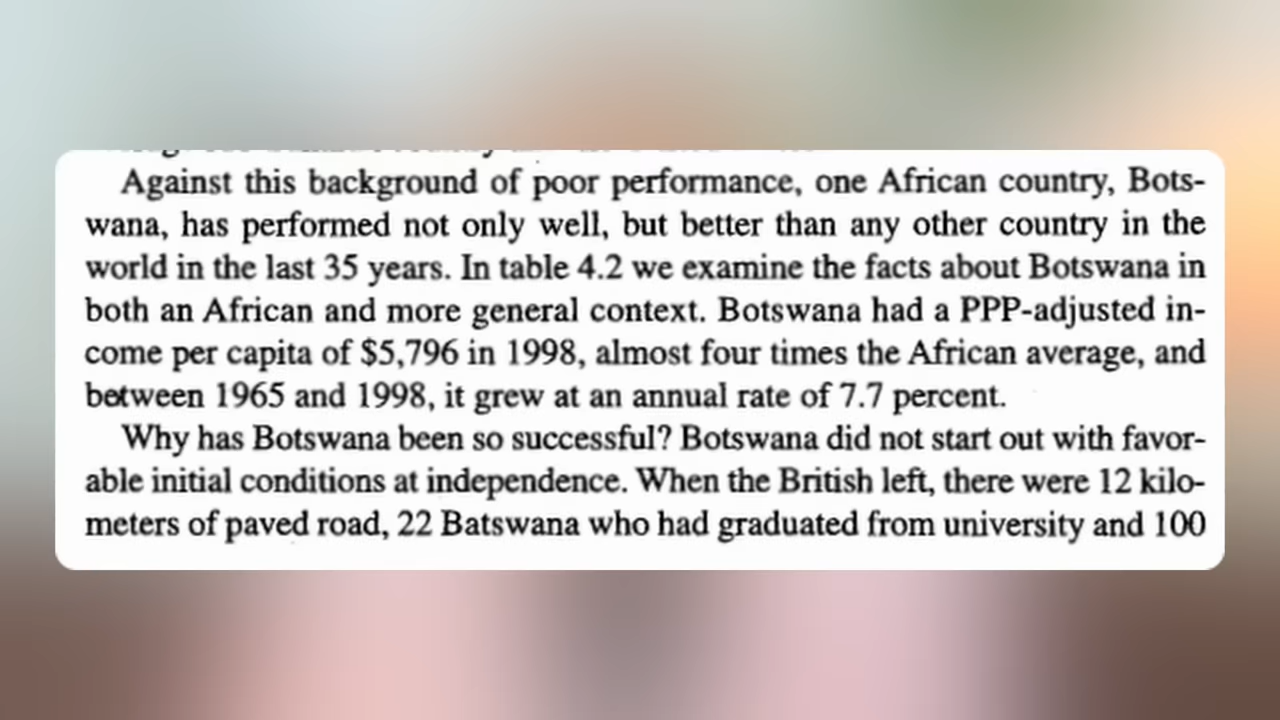 Against this background of poor performance, one African country, Bots-
wana, has performed not only well, but better than any other country in the
world in the last 35 years. In table 4.2 we examine the facts about Botswana in
both an African and more general context. Botswana had a PPP-adjusted in-
come per capita of $5,796 in 1998, almost four times the African average, and
between 1965 and 1998, it grew at an annual rate of 7.7 percent.
Why has Botswana been so successful? Botswana did not start out with favor-
able initial conditions at independence. When the British left, there were 12 kilo-
meters of paved road, 22 Batswana who had graduated from university and 100